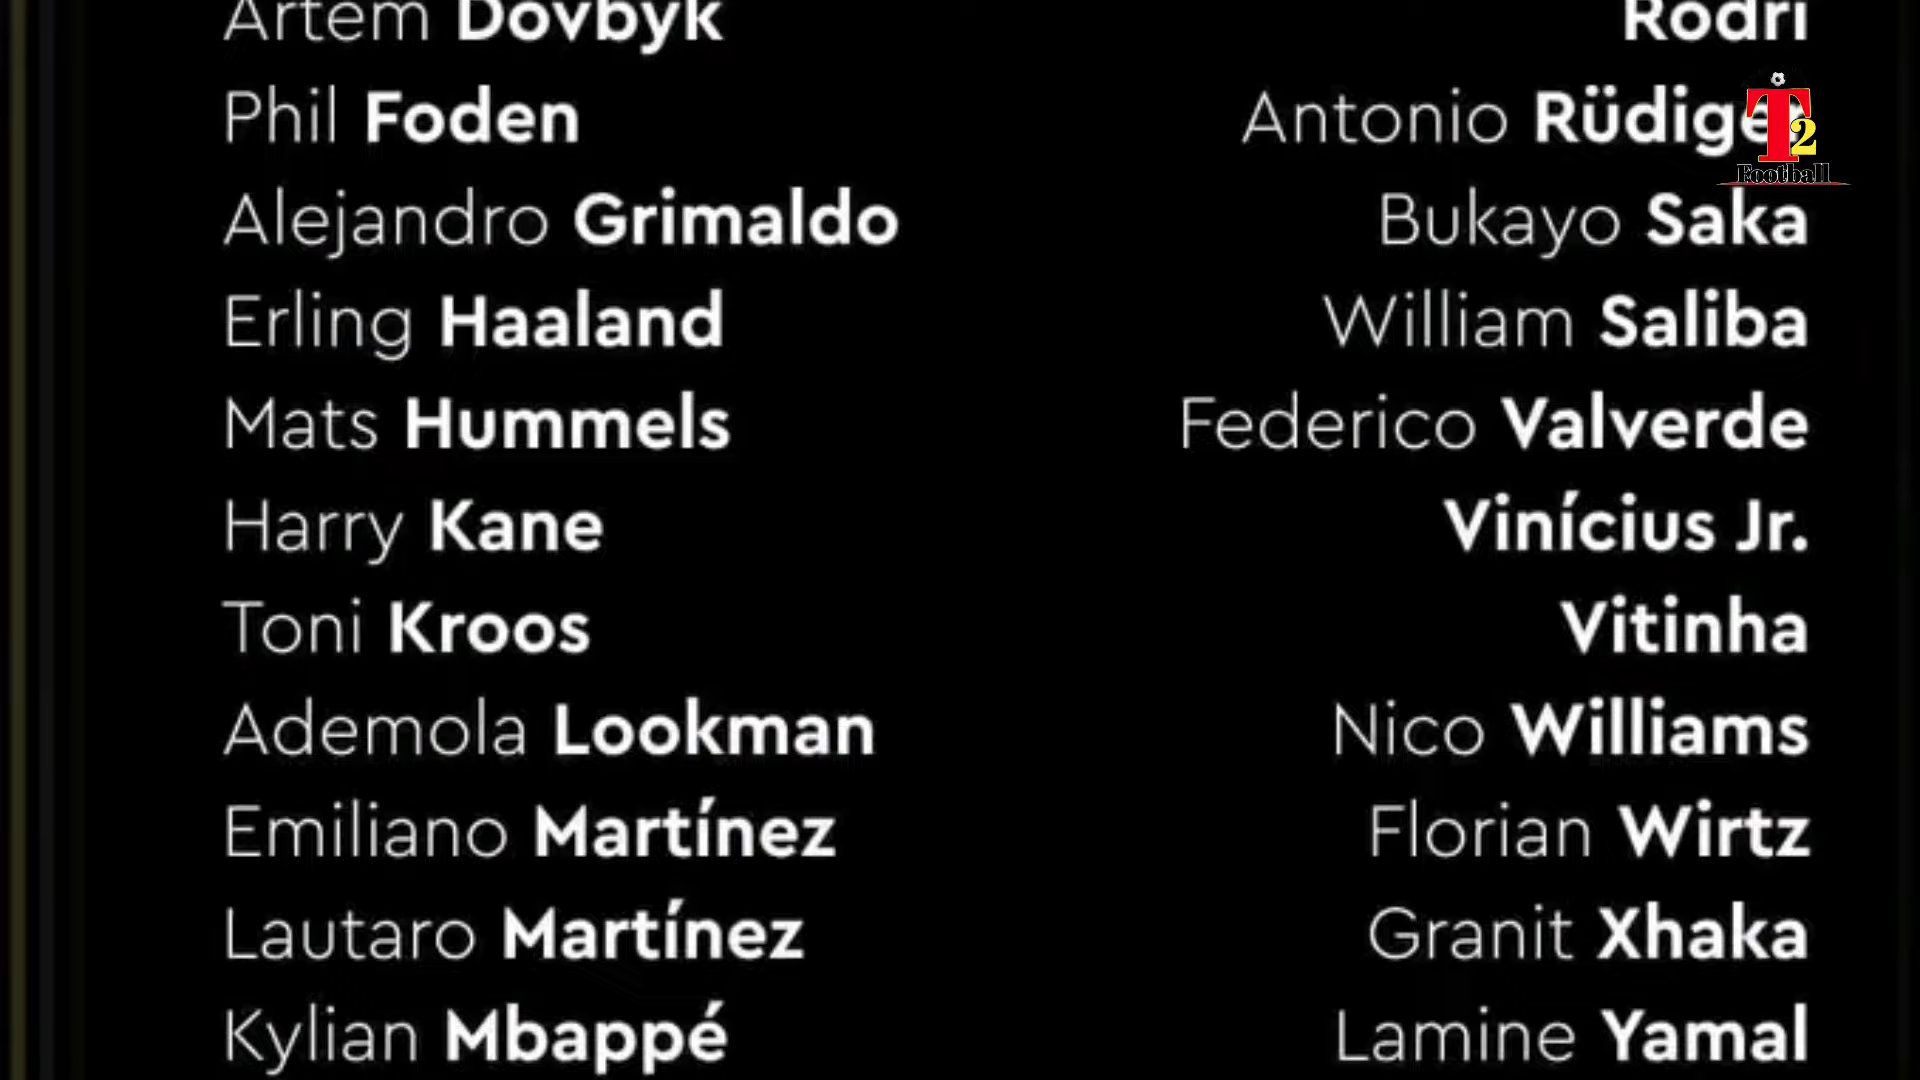 Artem Dovbyk
Phil Foden
Alejandro Grimaldo
Erling Haaland
Mats Hummels
Harry Kane
Toni Kroos
Ademola Lookman
Emiliano Martínez
Lautaro Martínez
Kylian Mbappé
Rodri
Antonio Rüdiger
Bukayo Saka
William Saliba
Federico Valverde
Vinícius Jr.
Vitinha
Nico Williams
Florian Wirtz
Granit Xhaka
Lamine Yamal
T2
Football